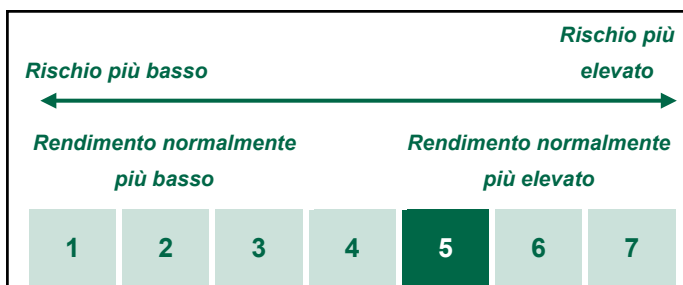 Rischio più
Rischio più basso
elevato
Rendimento normalmente
più basso
Rendimento normalmente
più elevato
1 2 3 4 5 6 7